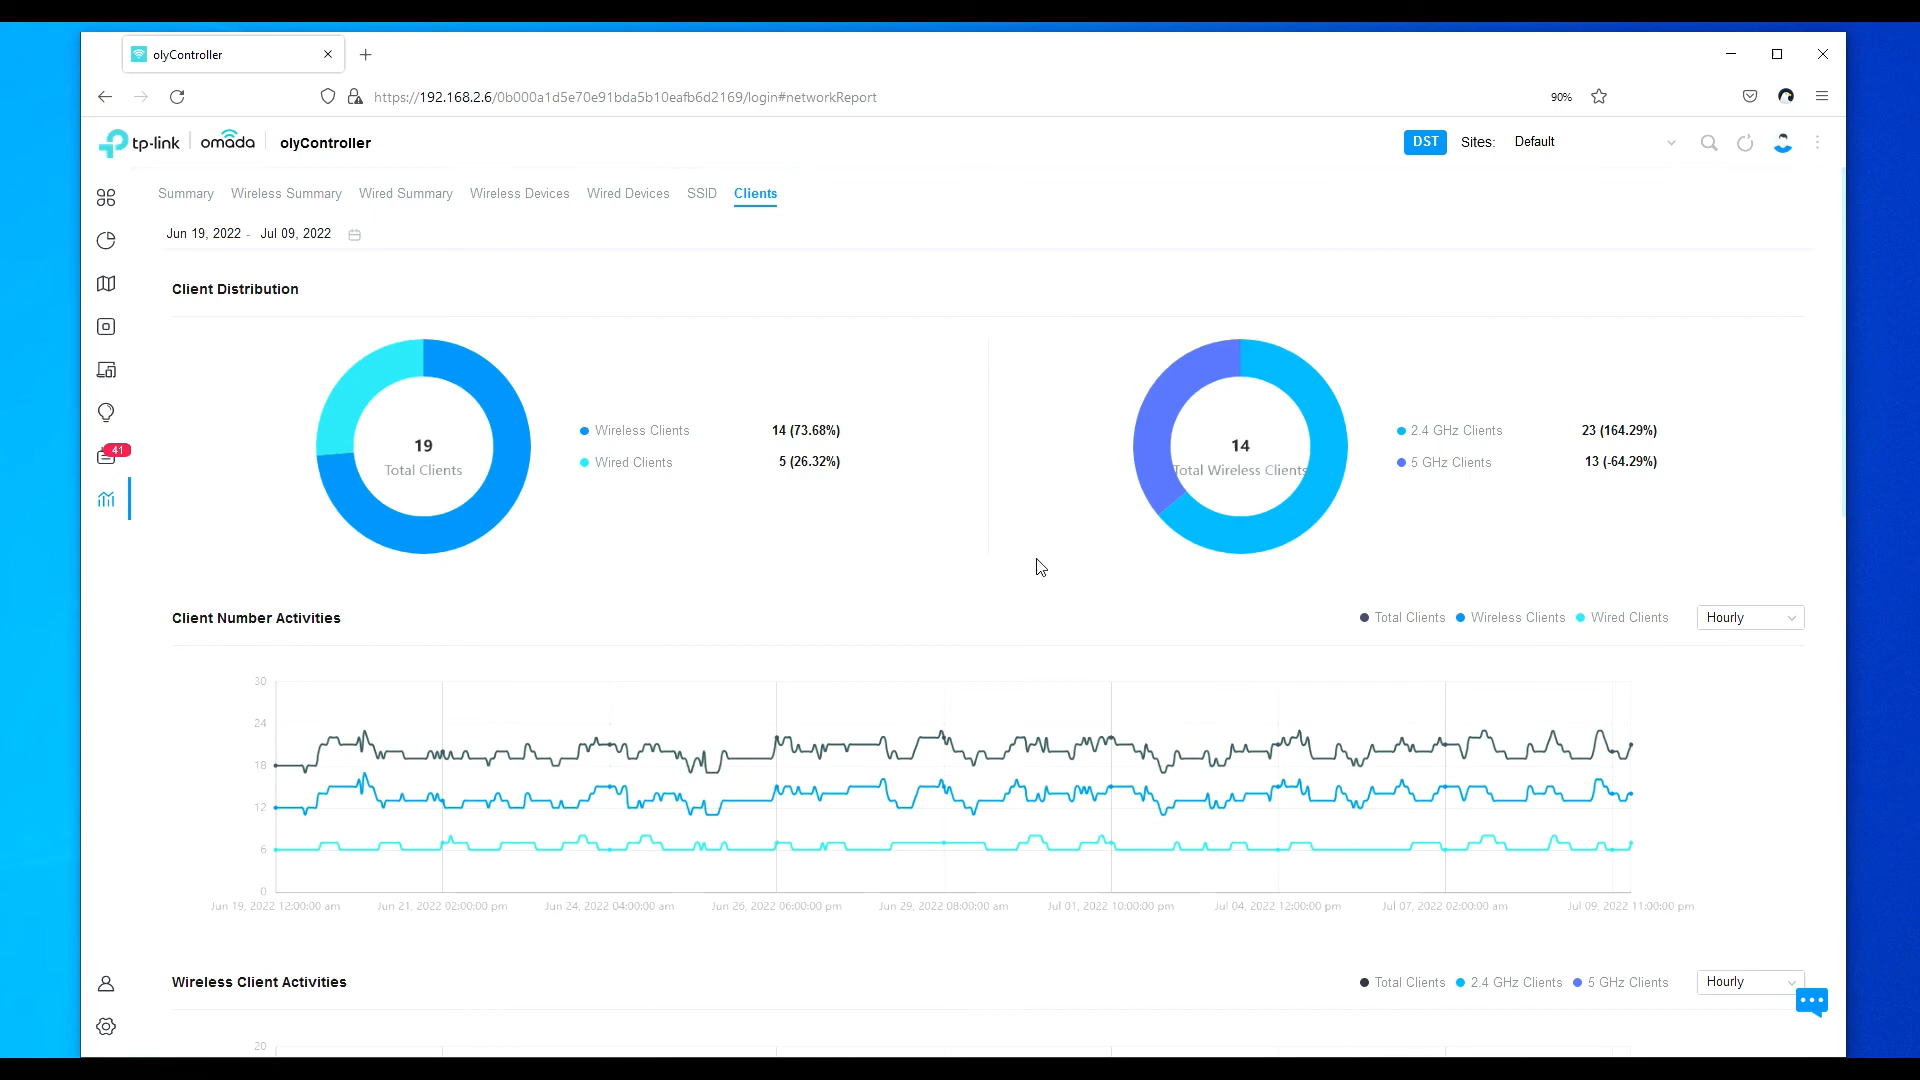 olyController
https://192.168.2.6/0b000a1d5e70e91bda5b10eafb6d2169/login#networkReport
90%
tp-link omada olyController
DST Sites: Default
Summary Wireless Summary Wired Summary Wireless Devices Wired Devices SSID Clients
Jun 19, 2022 - Jul 09, 2022
Client Distribution
19
Total Clients
Wireless Clients 14 (73.68%)
Wired Clients 5 (26.32%)
14
Total Wireless Clients
2.4 GHz Clients 23 (164.29%)
5 GHz Clients 13 (-64.29%)
41
Client Number Activities
Total Clients Wireless Clients Wired Clients Hourly
30
24
18
12
6
0
Jun 19, 2022 12:00:00 am Jun 21, 2022 02:00:00 pm Jun 24, 2022 04:00:00 am Jun 26, 2022 06:00:00 pm Jun 29, 2022 08:00:00 am Jul 01, 2022 10:00:00 pm Jul 04, 2022 12:00:00 pm Jul 07, 2022 02:00:00 am Jul 09, 2022 11:00:00 pm
Wireless Client Activities
Total Clients 2.4 GHz Clients 5 GHz Clients Hourly
20